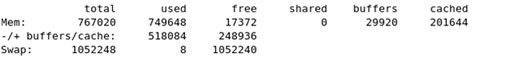 total       used       free     shared    buffers     cached
Mem:        767020     749648      17372          0      29920     201644
-/+ buffers/cache:     518084     248936
Swap:      1052248          8    1052240